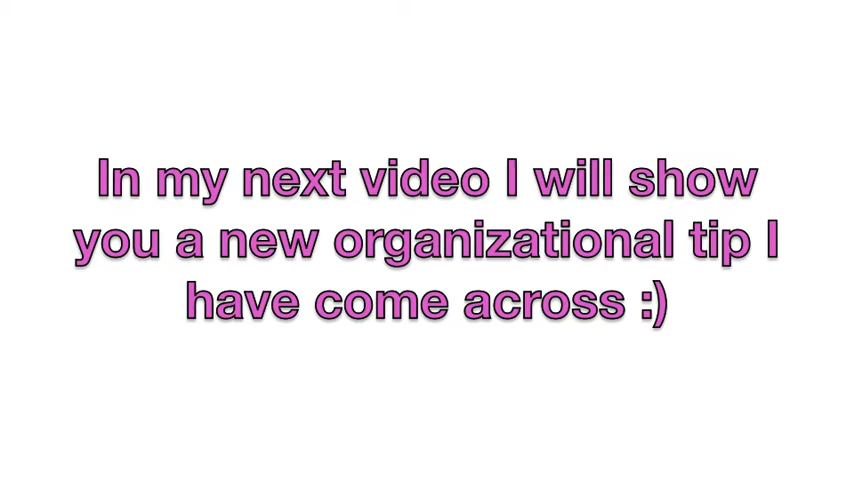 In my next video I will show
you a new organizational tip I
have come across :)